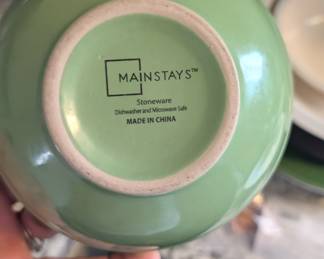 MAINSTAYS™
Stoneware
Dishwasher and Microwave Safe
MADE IN CHINA